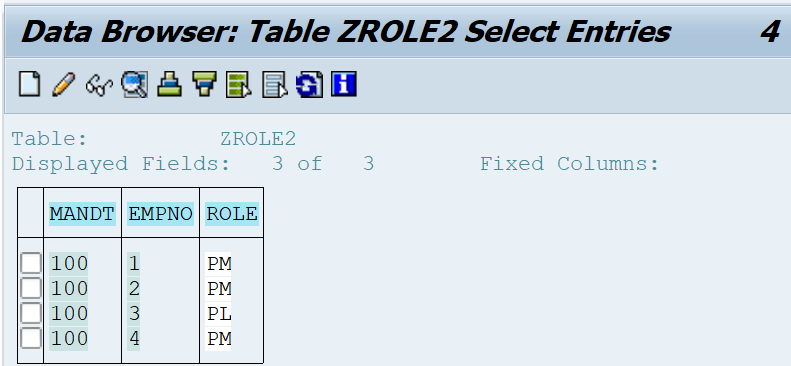 Data Browser: Table ZROLE2 Select Entries 4
Table: ZROLE2
Displayed Fields: 3 of 3 Fixed Columns:
MANDT EMPNO ROLE
100 1 PM
100 2 PM
100 3 PL
100 4 PM